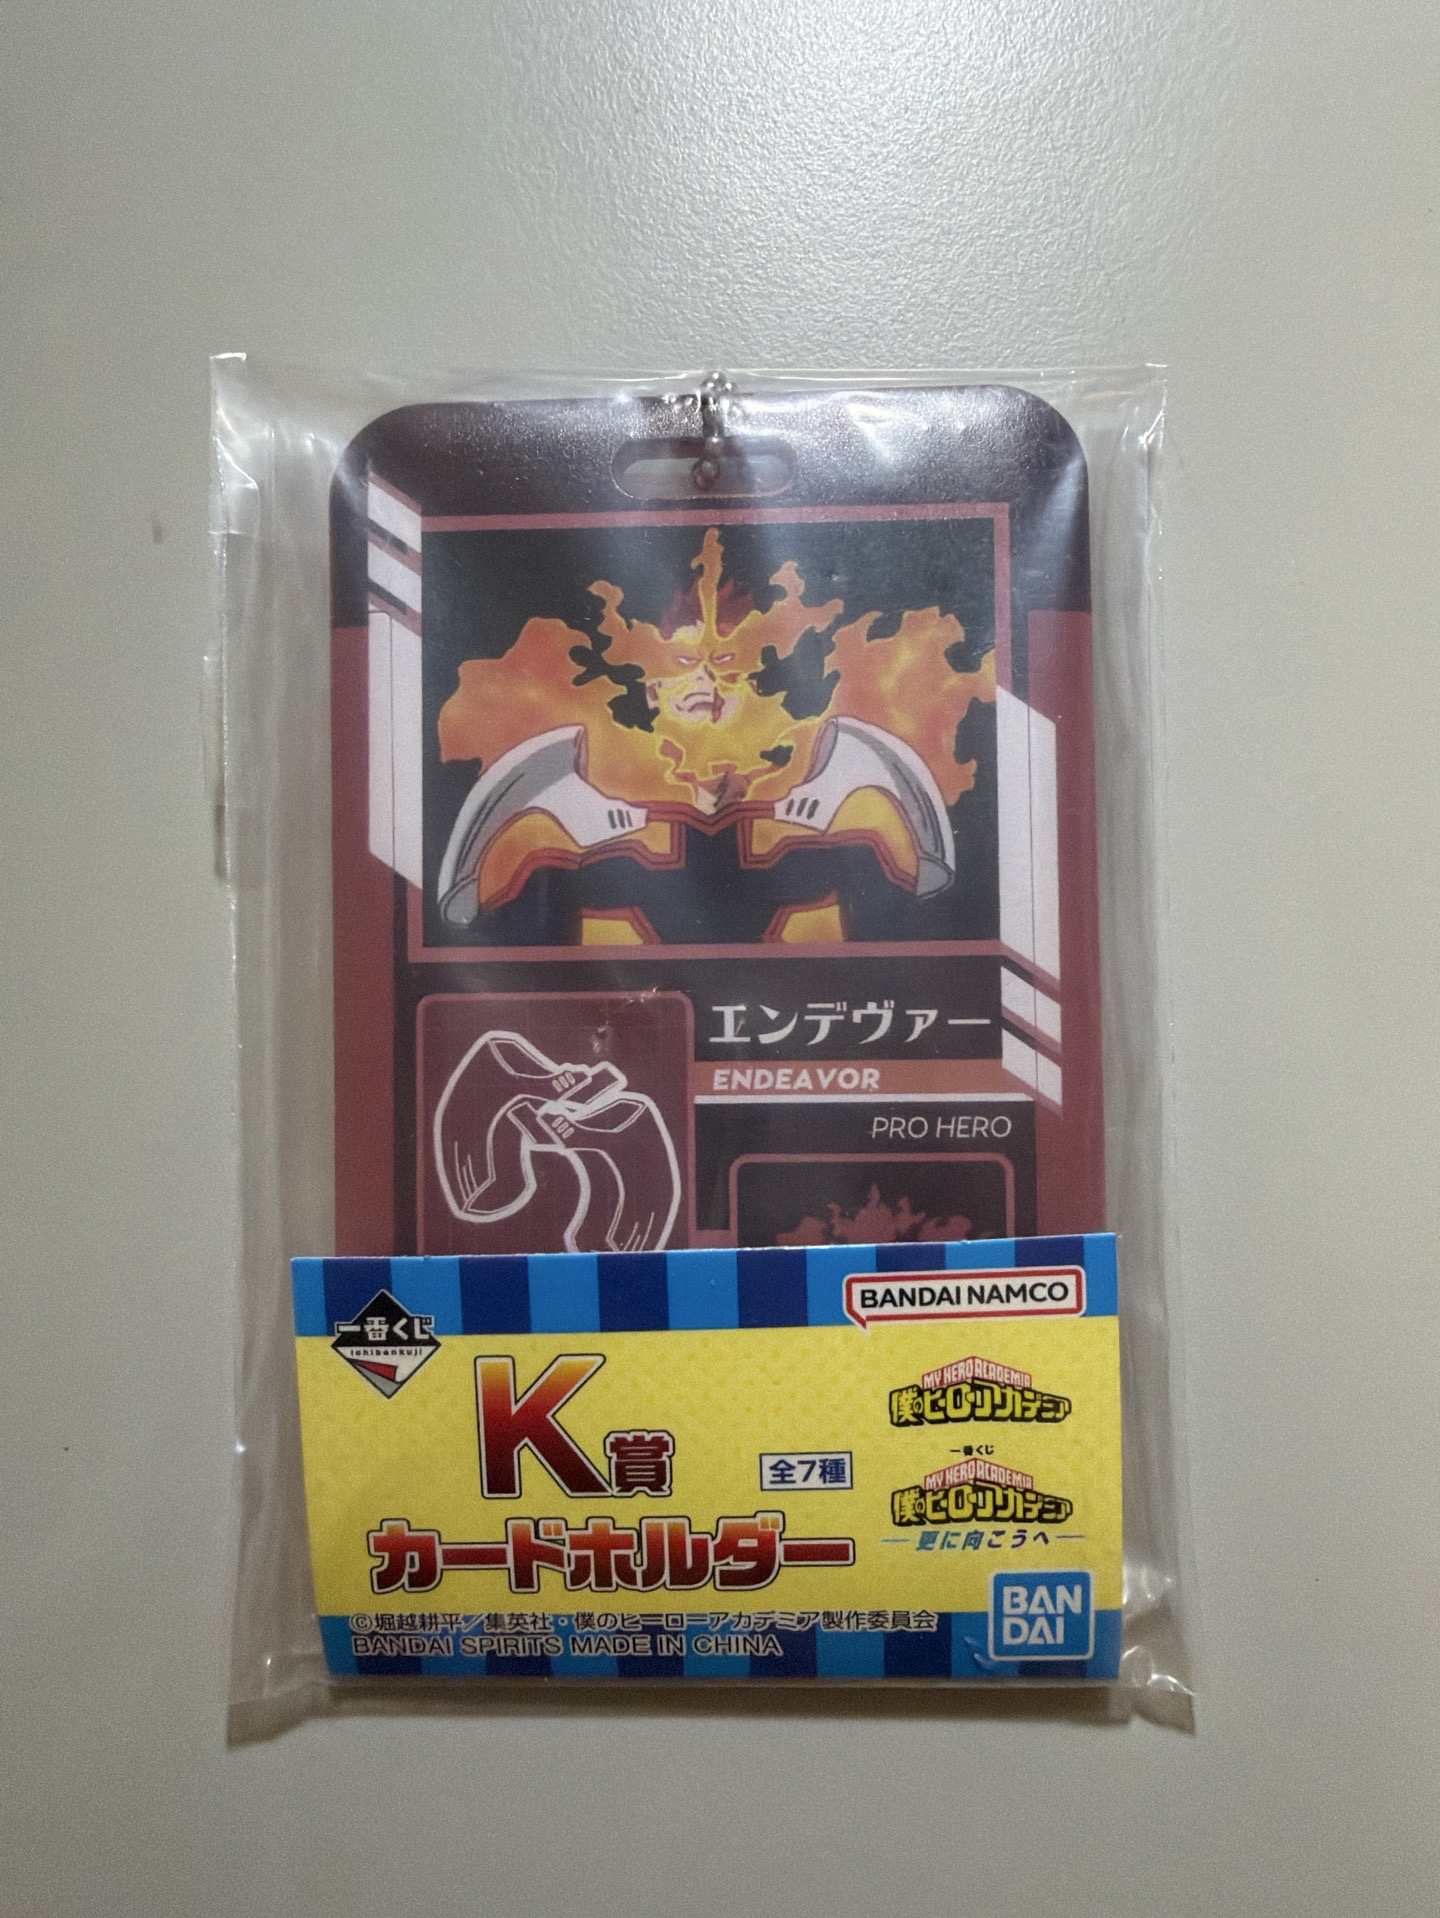 エンデヴァー
ENDEAVOR
PRO HERO
BANDAI NAMCO
一番くじ
ichibankuji
K賞
全7種
カードホルダー
MY HERO ACADEMIA
僕のヒーローアカデミア
一番くじ
MY HERO ACADEMIA
僕のヒーローアカデミア
更に向こうへ
©堀越耕平／集英社・僕のヒーローアカデミア製作委員会
BANDAI SPIRITS MADE IN CHINA
BAN
DAI